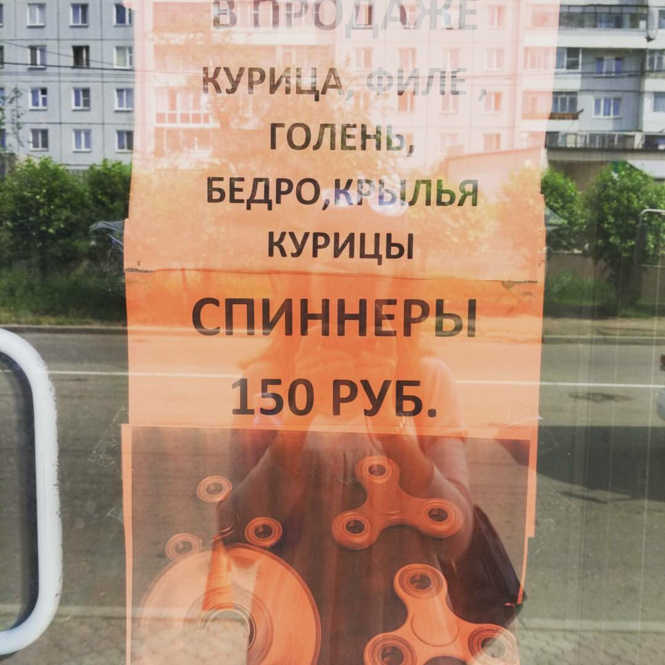 В ПРОДАЖЕ
КУРИЦА, ФИЛЕ ,
ГОЛЕНЬ,
БЕДРО,КРЫЛЬЯ
КУРИЦЫ
СПИННЕРЫ
150 РУБ.